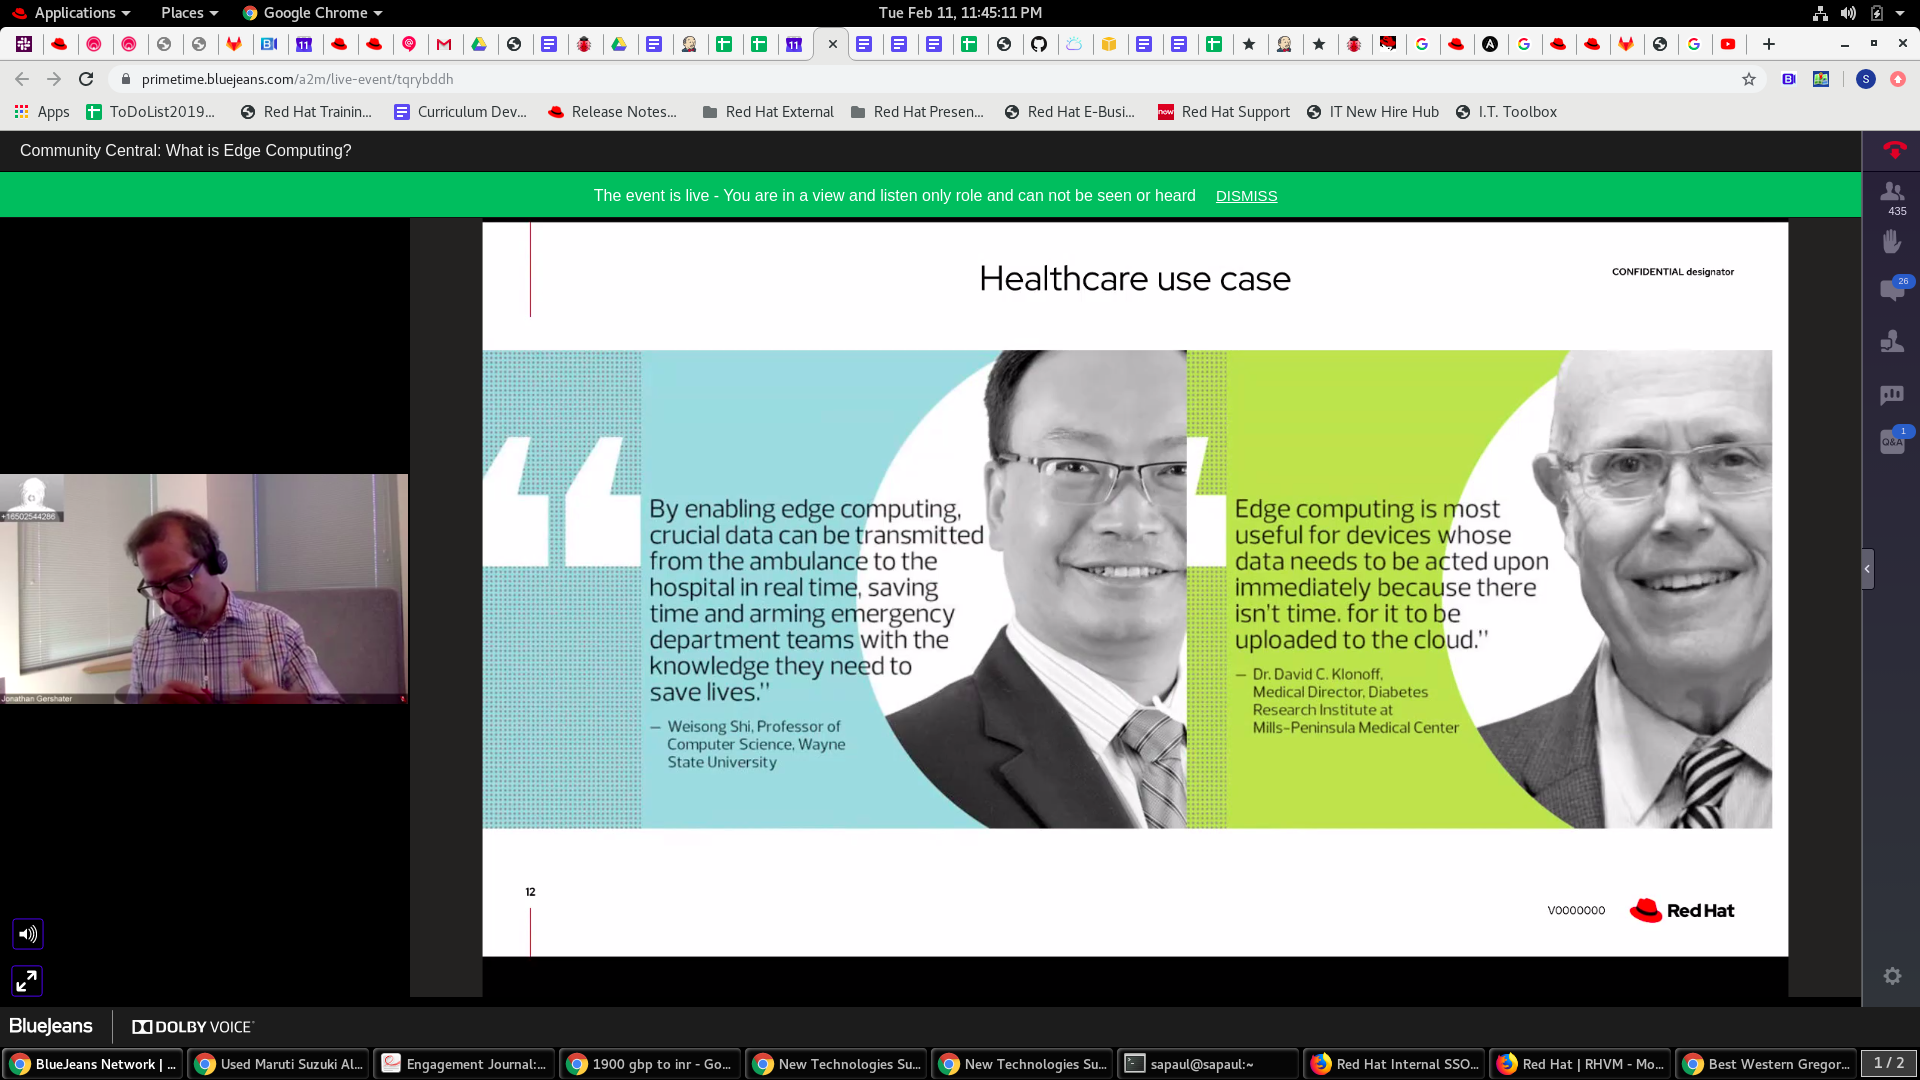 Applications
Places
Google Chrome
Tue Feb 11, 11:45:11 PM
11
11
primetime.bluejeans.com/a2m/live-event/tqrybddh
S
Apps
ToDoList2019...
Red Hat Trainin...
Curriculum Dev...
Release Notes...
Red Hat External
Red Hat Presen...
Red Hat E-Busi...
now
Red Hat Support
IT New Hire Hub
I.T. Toolbox
Community Central: What is Edge Computing?
The event is live - You are in a view and listen only role and can not be seen or heard DISMISS
435
26
Q&A
1
Healthcare use case
CONFIDENTIAL designator
“
By enabling edge computing,
crucial data can be transmitted
from the ambulance to the
hospital in real time, saving
time and arming emergency
department teams with the
knowledge they need to
save lives.”
— Weisong Shi, Professor of
Computer Science, Wayne
State University
Edge computing is most
useful for devices whose
data needs to be acted upon
immediately because there
isn't time. for it to be
uploaded to the cloud.”
— Dr. David C. Klonoff,
Medical Director, Diabetes
Research Institute at
Mills-Peninsula Medical Center
12
V0000000
Red Hat
+16502544286
Jonathan Gershater
BlueJeans
DOLBY VOICE
BlueJeans Network | ...
Used Maruti Suzuki Al...
Engagement Journal:...
1900 gbp to inr - Go...
New Technologies Su...
New Technologies Su...
sapaul@sapaul:~
Red Hat Internal SSO...
Red Hat | RHVM - Mo...
Best Western Gregor...
1 / 2